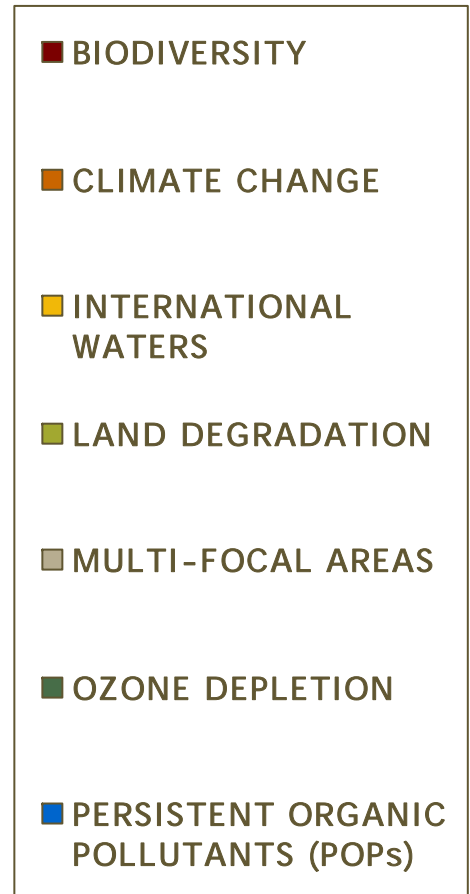 BIODIVERSITY
CLIMATE CHANGE
INTERNATIONAL
WATERS
LAND DEGRADATION
MULTI-FOCAL AREAS
OZONE DEPLETION
PERSISTENT ORGANIC
POLLUTANTS (POPs)